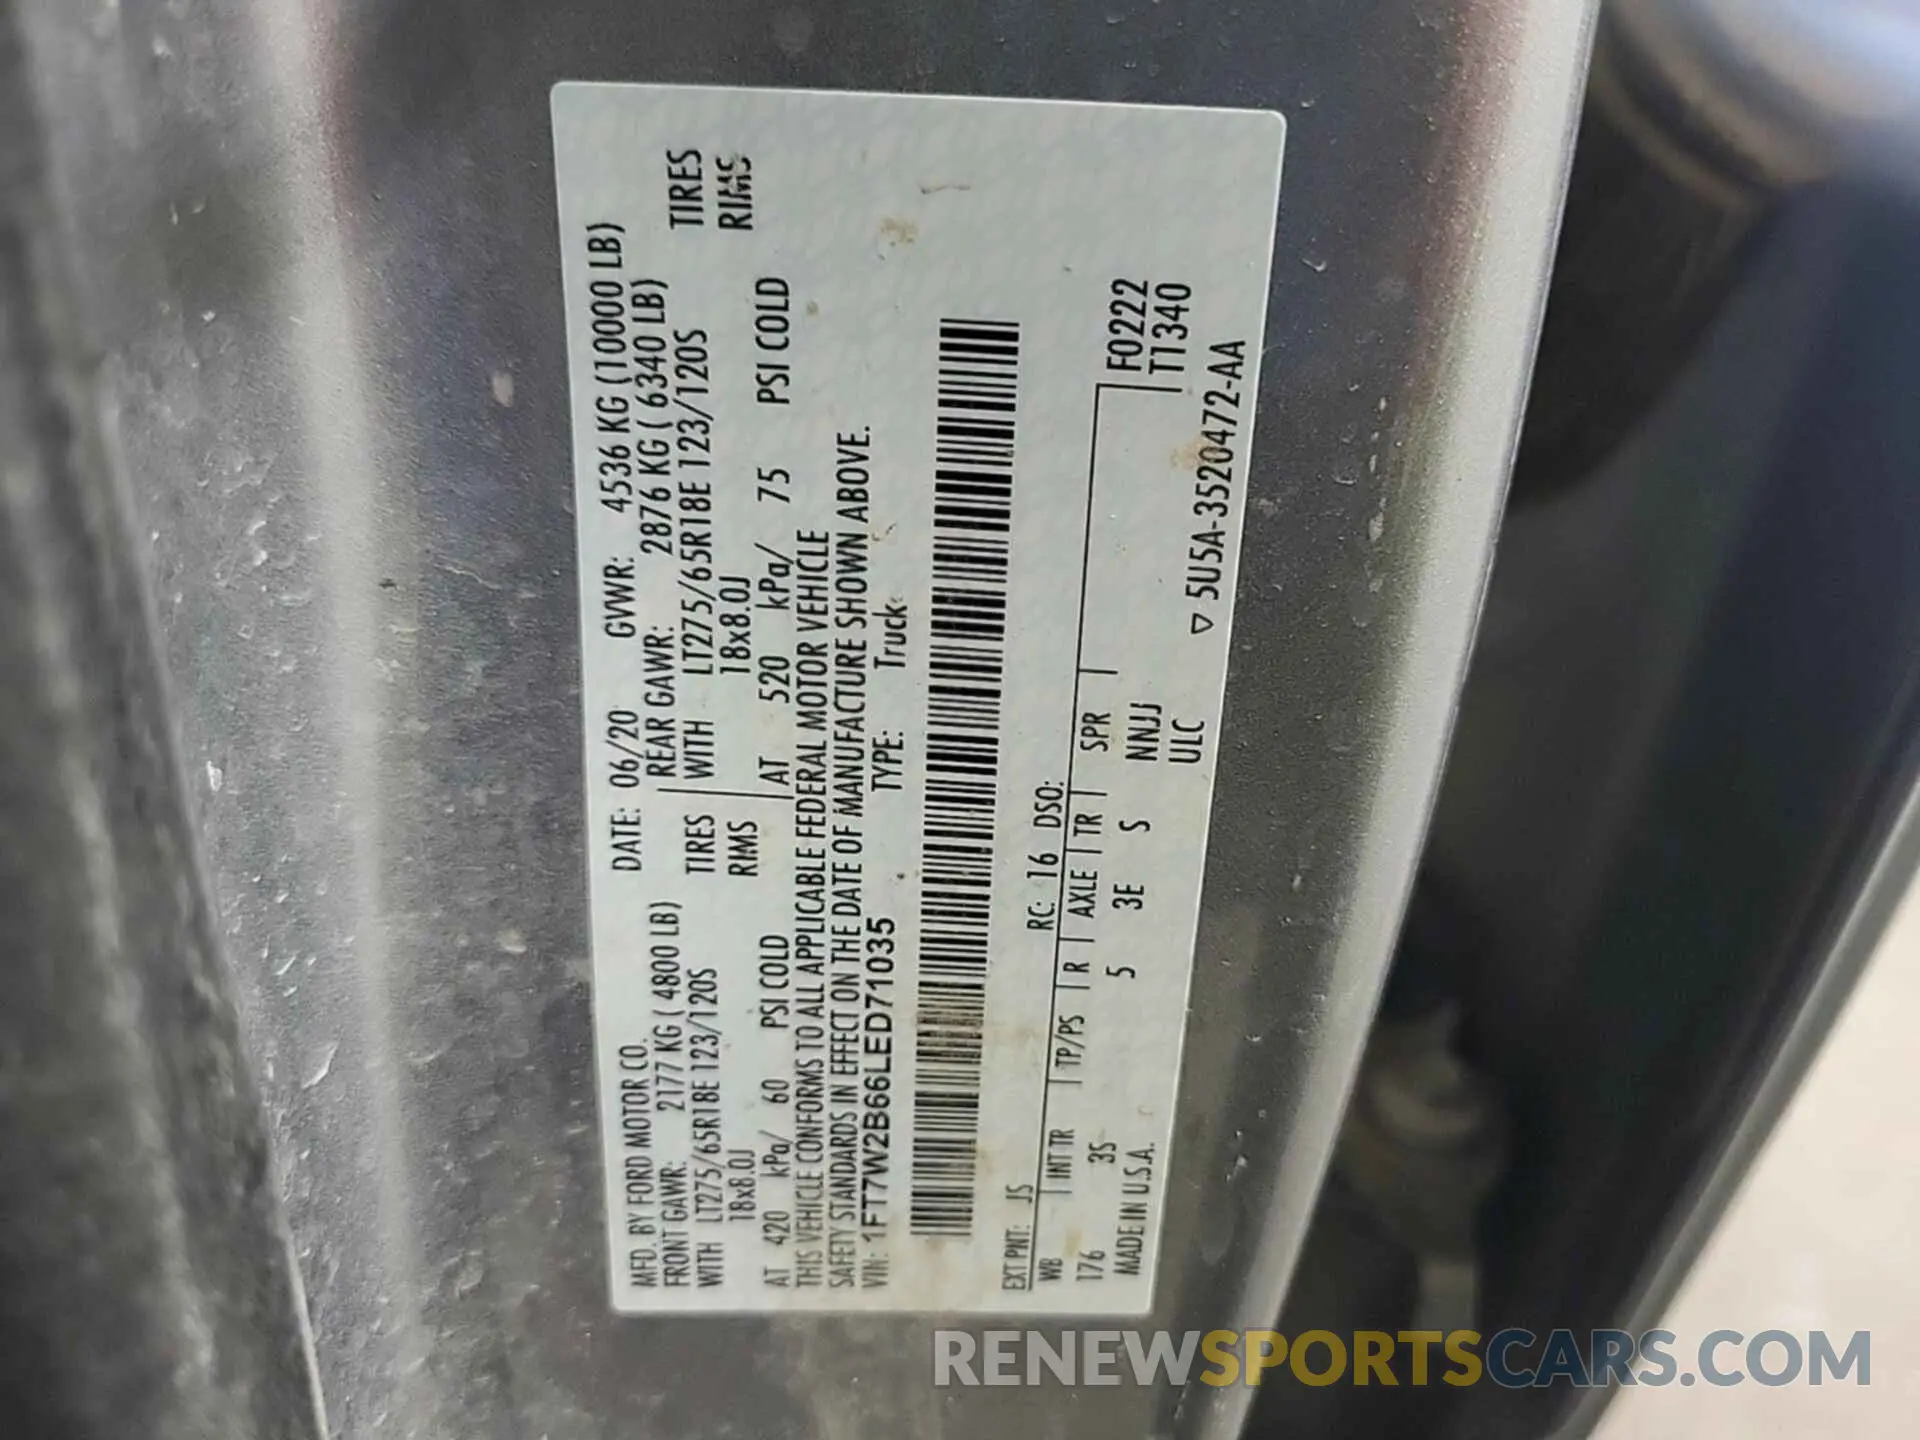 MFD. BY FORD MOTOR CO. DATE: 06/20 GVWR: 4536 KG (10000 LB)
FRONT GAWR: 2177 KG ( 4800 LB) REAR GAWR: 2876 KG ( 6340 LB)
WITH LT275/65R18E 123/120S TIRES WITH LT275/65R18E 123/120S TIRES
18x8.0J RIMS 18x8.0J RIMS
AT 420 kPa/ 60 PSI COLD AT 520 kPa/ 75 PSI COLD
THIS VEHICLE CONFORMS TO ALL APPLICABLE FEDERAL MOTOR VEHICLE
SAFETY STANDARDS IN EFFECT ON THE DATE OF MANUFACTURE SHOWN ABOVE.
VIN: 1FT7W2B66LED71035 TYPE: Truck
EXT PNT: JS RC: 16 DSO:
WB INT TR TP/PS R AXLE TR SPR F0222
176 3S 5 3E S NNJJ T1340
MADE IN U.S.A. ULC
▽ 5U5A-3520472-AA
RENEWSPORTSCARS.COM